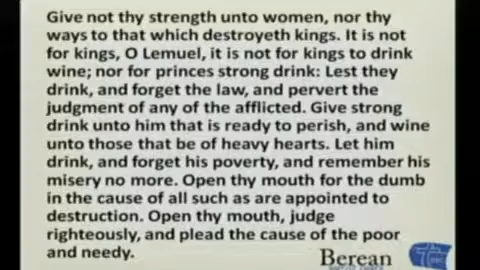 Give not thy strength unto women, nor thy
ways to that which destroyeth kings. It is not
for kings, O Lemuel, it is not for kings to drink
wine; nor for princes strong drink: Lest they
drink, and forget the law, and pervert the
judgment of any of the afflicted. Give strong
drink unto him that is ready to perish, and wine
unto those that be of heavy hearts. Let him
drink, and forget his poverty, and remember his
misery no more. Open thy mouth for the dumb
in the cause of all such as are appointed to
destruction. Open thy mouth, judge
righteously, and plead the cause of the poor
and needy.
Berean